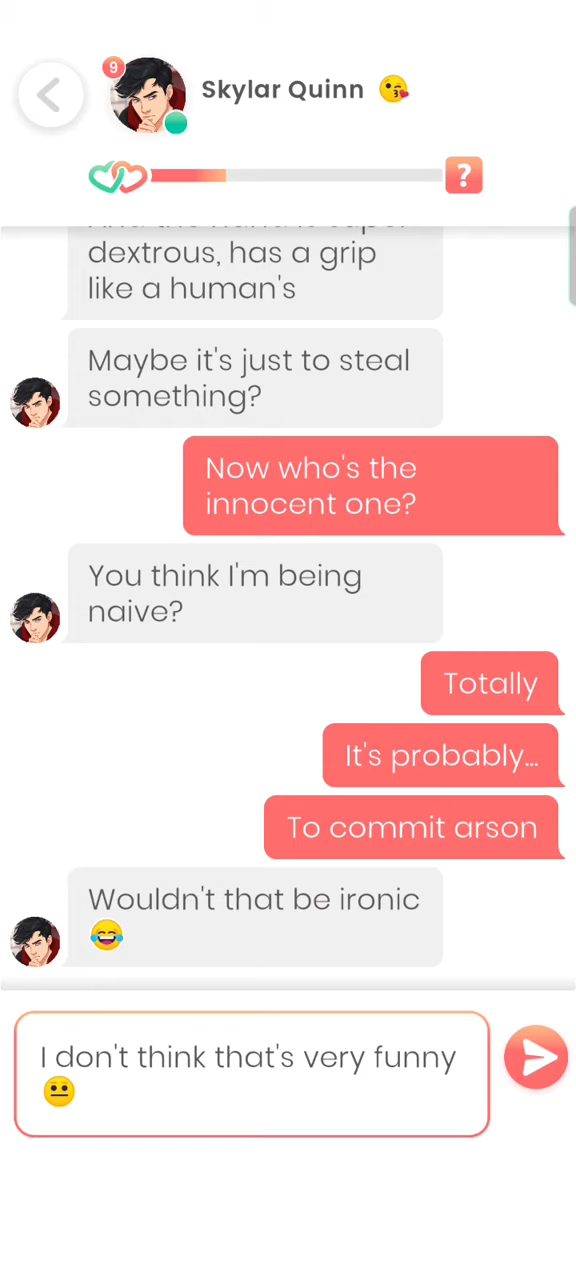 9
Skylar Quinn 😘
?
dextrous, has a grip
like a human's
Maybe it's just to steal
something?
Now who's the
innocent one?
You think I'm being
naive?
Totally
It's probably...
To commit arson
Wouldn't that be ironic
😂
I don't think that's very funny
😐